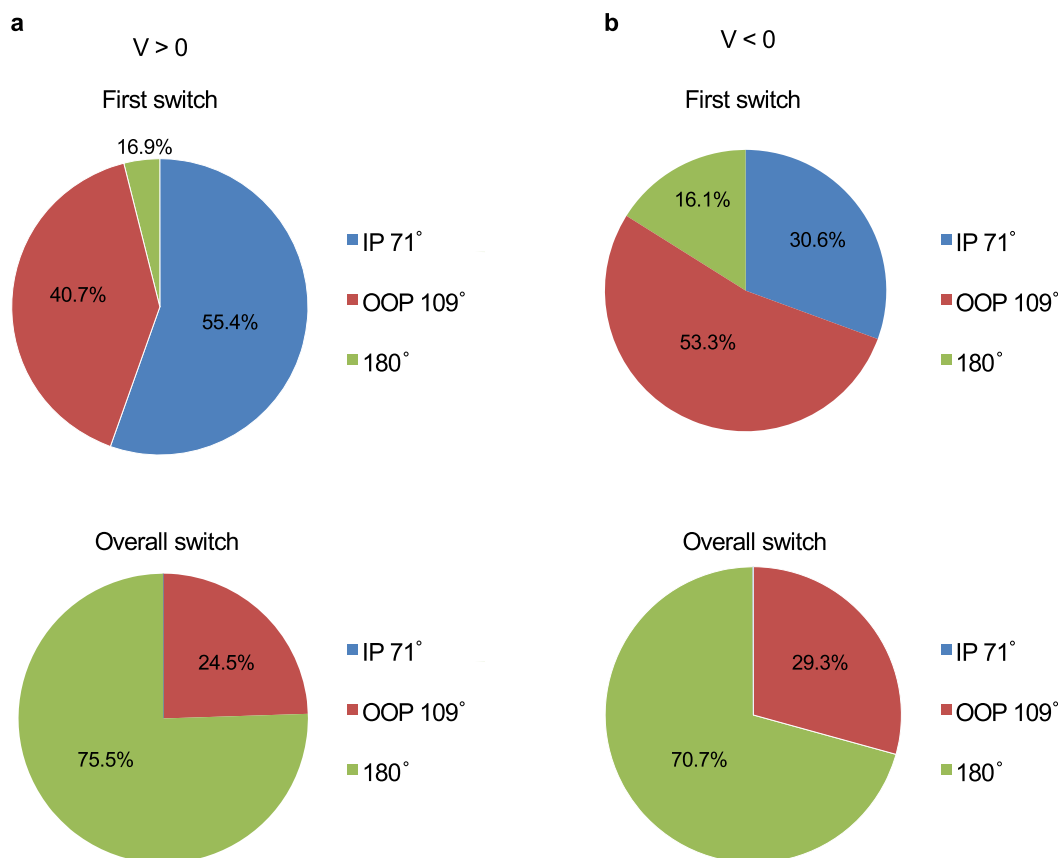 a
V > 0
First switch
16.9%
40.7%
55.4%
IP 71°
OOP 109°
180°
Overall switch
24.5%
75.5%
IP 71°
OOP 109°
180°
b
V < 0
First switch
16.1%
30.6%
53.3%
IP 71°
OOP 109°
180°
Overall switch
29.3%
70.7%
IP 71°
OOP 109°
180°